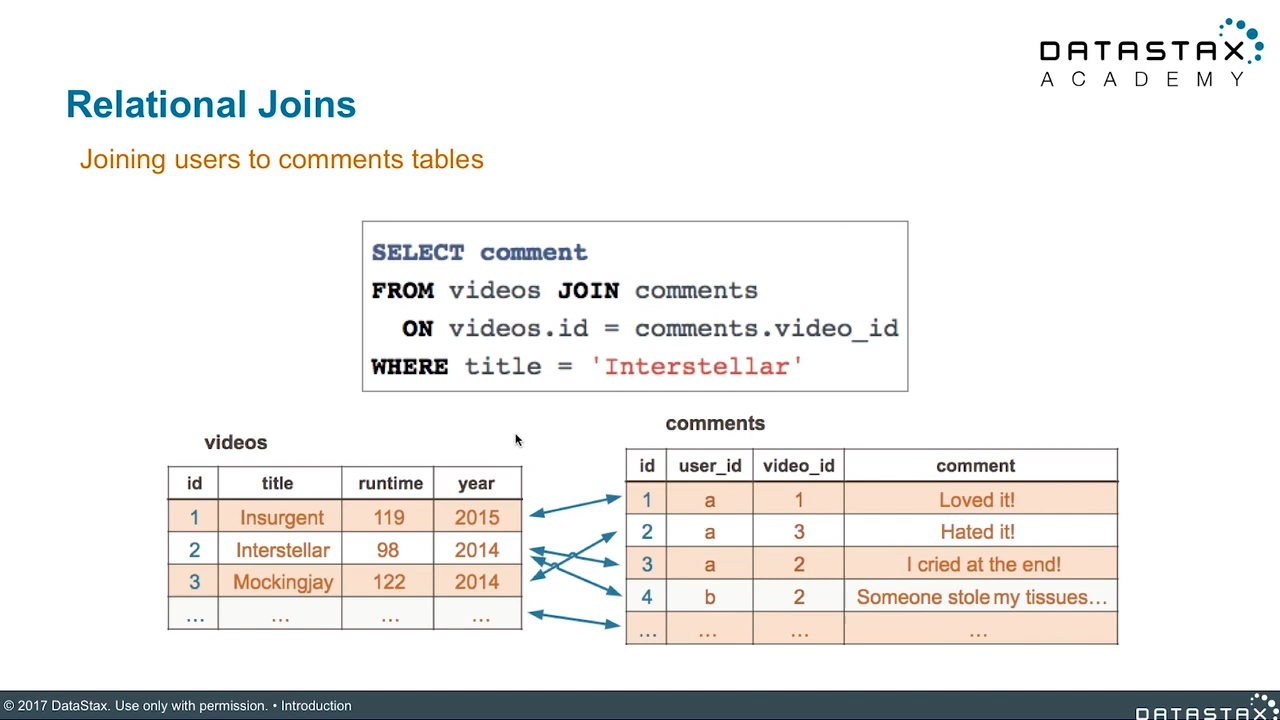 DATASTAX
ACADEMY
Relational Joins
Joining users to comments tables
SELECT comment
FROM videos JOIN comments
ON videos.id = comments.video_id
WHERE title = 'Interstellar'
videos
id title runtime year
1 Insurgent 119 2015
2 Interstellar 98 2014
3 Mockingjay 122 2014
... ... ... ...
comments
id user_id video_id comment
1 a 1 Loved it!
2 a 3 Hated it!
3 a 2 I cried at the end!
4 b 2 Someone stole my tissues...
... ... ... ...
© 2017 DataStax. Use only with permission. • Introduction
DATASTAX